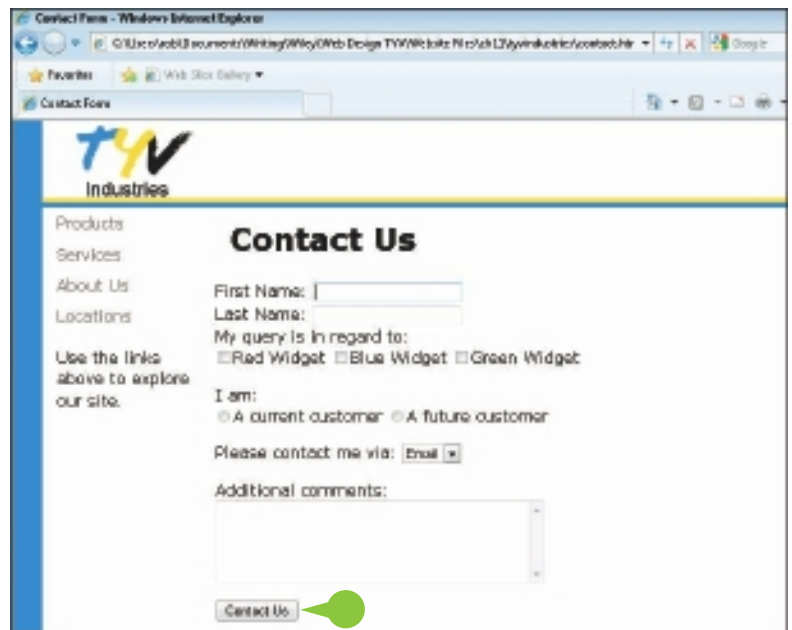 Contact Form - Windows Internet Explorer
Google
Favorites Web Slice Gallery
Contact Form
TYV
Industries
Products
Services
About Us
Locations
Use the links
above to explore
our site.
Contact Us
First Name:
Last Name:
My query is in regard to:
Red Widget Blue Widget Green Widget
I am:
A current customer A future customer
Please contact me via: Email
Additional comments:
Contact Us